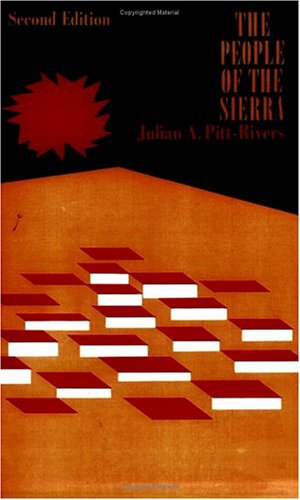 Second Edition
THE
PEOPLE
OF THE
SIERRA
Julian A. Pitt-Rivers